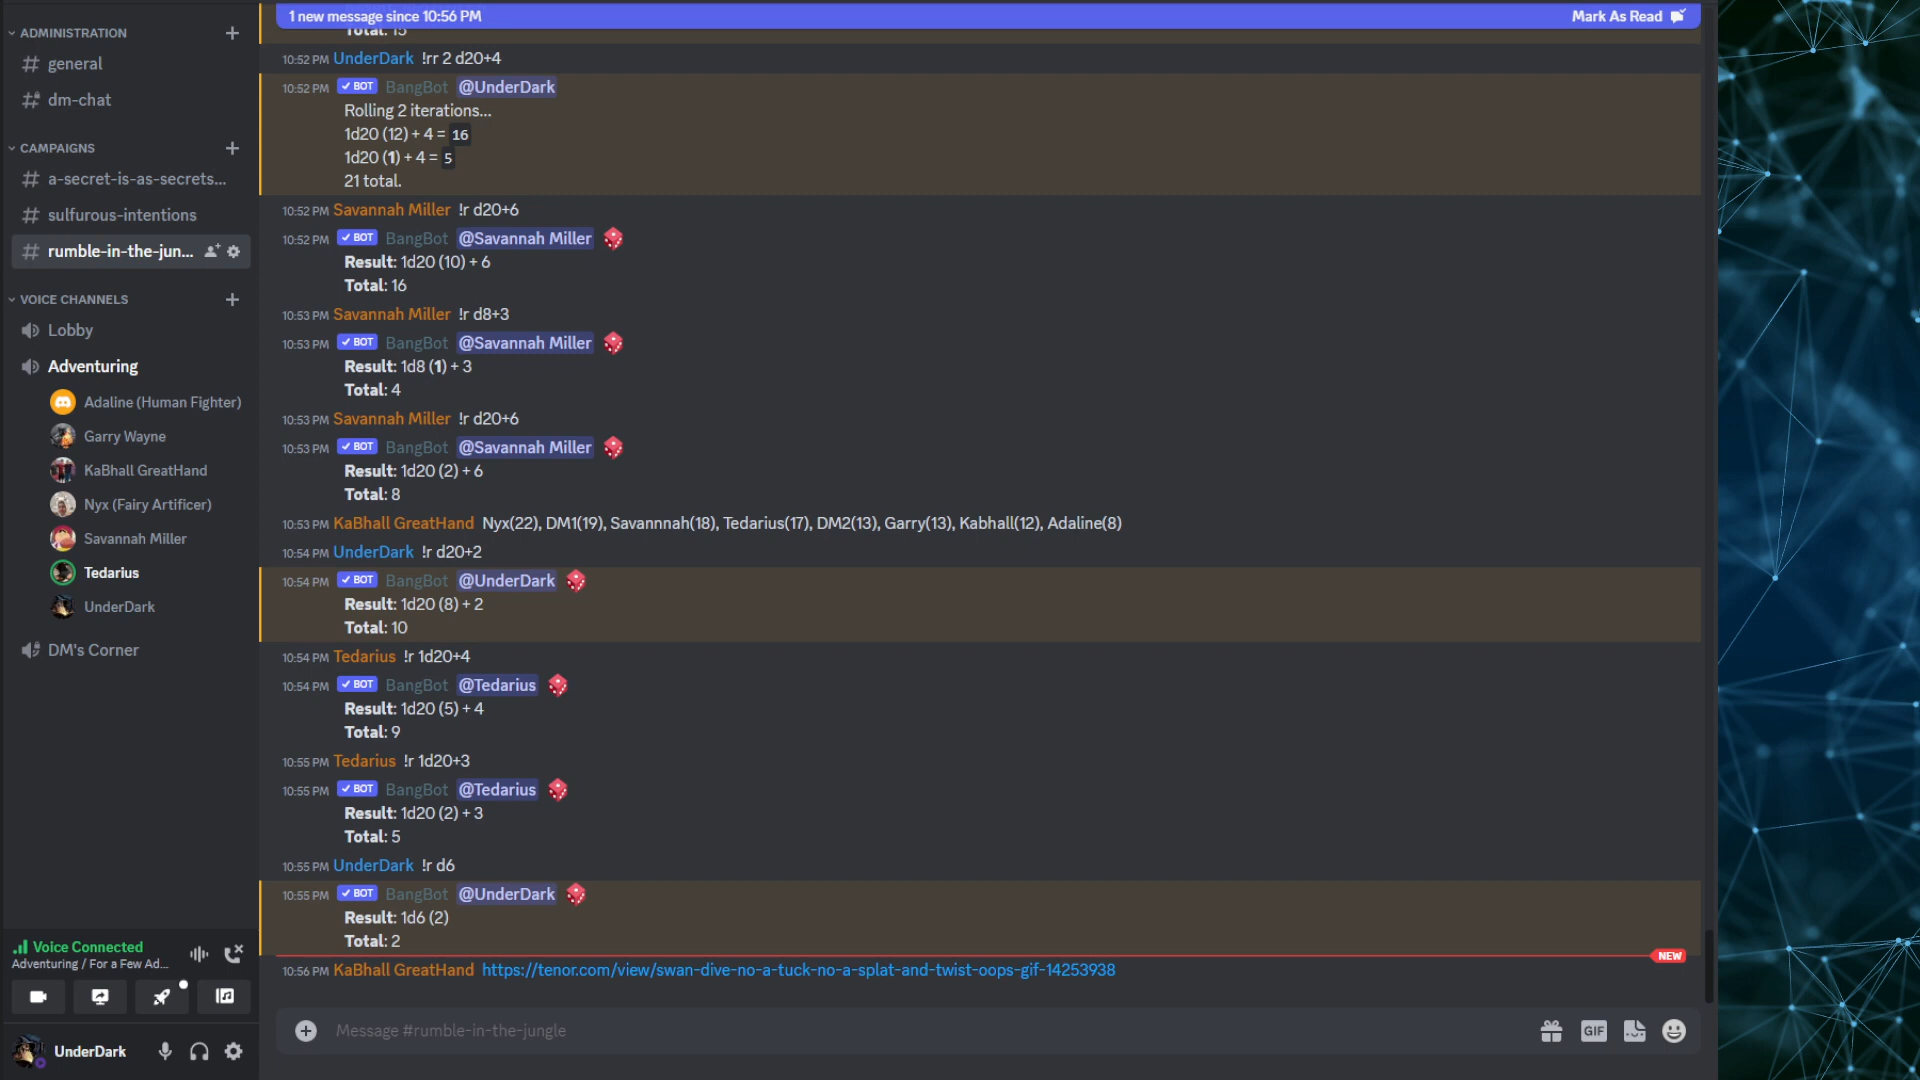 ADMINISTRATION
general
dm-chat
CAMPAIGNS
a-secret-is-as-secrets...
sulfurous-intentions
rumble-in-the-jun...
VOICE CHANNELS
Lobby
Adventuring
Adaline (Human Fighter)
Garry Wayne
KaBhall GreatHand
Nyx (Fairy Artificer)
Savannah Miller
Tedarius
UnderDark
DM's Corner
Voice Connected
Adventuring / For a Few Ad...
UnderDark
1 new message since 10:56 PM Mark As Read
Total: 15
10:52 PM UnderDark !rr 2 d20+4
10:52 PM BOT BangBot @UnderDark
Rolling 2 iterations...
1d20 (12) + 4 = 16
1d20 (1) + 4 = 5
21 total.
10:52 PM Savannah Miller !r d20+6
10:52 PM BOT BangBot @Savannah Miller
Result: 1d20 (10) + 6
Total: 16
10:53 PM Savannah Miller !r d8+3
10:53 PM BOT BangBot @Savannah Miller
Result: 1d8 (1) + 3
Total: 4
10:53 PM Savannah Miller !r d20+6
10:53 PM BOT BangBot @Savannah Miller
Result: 1d20 (2) + 6
Total: 8
10:53 PM KaBhall GreatHand Nyx(22), DM1(19), Savannnah(18), Tedarius(17), DM2(13), Garry(13), Kabhall(12), Adaline(8)
10:54 PM UnderDark !r d20+2
10:54 PM BOT BangBot @UnderDark
Result: 1d20 (8) + 2
Total: 10
10:54 PM Tedarius !r 1d20+4
10:54 PM BOT BangBot @Tedarius
Result: 1d20 (5) + 4
Total: 9
10:55 PM Tedarius !r 1d20+3
10:55 PM BOT BangBot @Tedarius
Result: 1d20 (2) + 3
Total: 5
10:55 PM UnderDark !r d6
10:55 PM BOT BangBot @UnderDark
Result: 1d6 (2)
Total: 2
NEW
10:56 PM KaBhall GreatHand https://tenor.com/view/swan-dive-no-a-tuck-no-a-splat-and-twist-oops-gif-14253938
Message #rumble-in-the-jungle
GIF